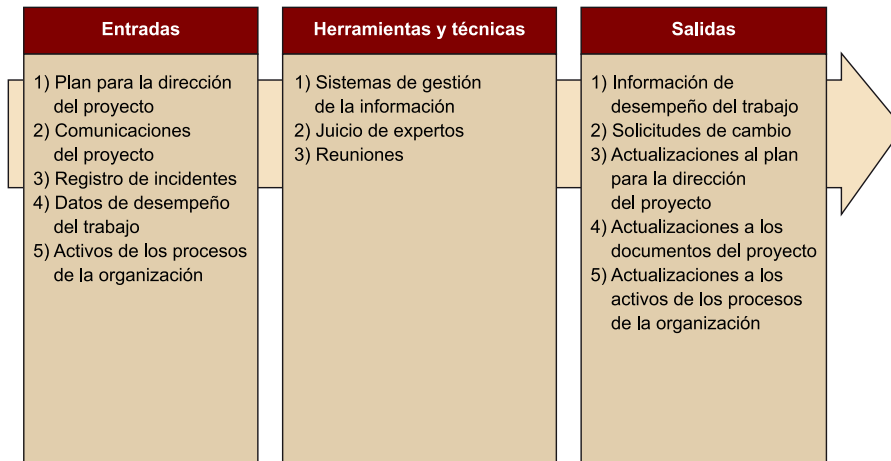 Entradas
1) Plan para la dirección
del proyecto
2) Comunicaciones
del proyecto
3) Registro de incidentes
4) Datos de desempeño
del trabajo
5) Activos de los procesos
de la organización
Herramientas y técnicas
1) Sistemas de gestión
de la información
2) Juicio de expertos
3) Reuniones
Salidas
1) Información de
desempeño del trabajo
2) Solicitudes de cambio
3) Actualizaciones al plan
para la dirección
del proyecto
4) Actualizaciones a los
documentos del proyecto
5) Actualizaciones a los
activos de los procesos
de la organización